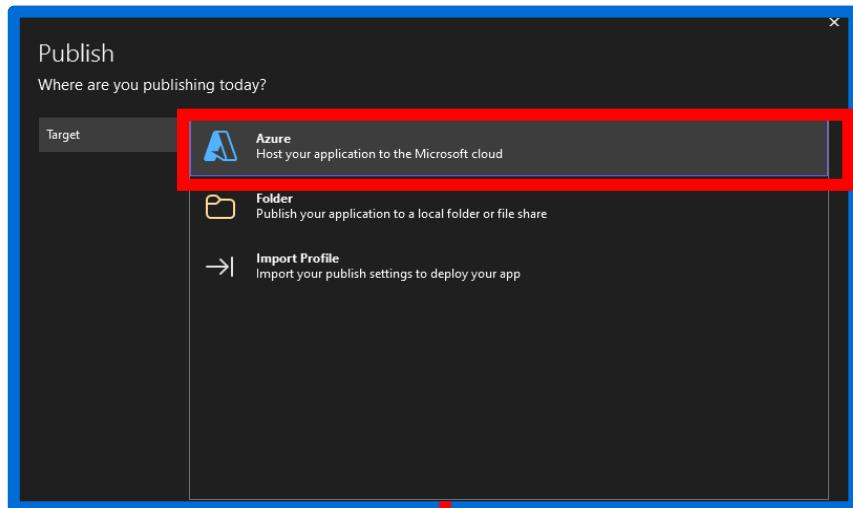 Publish
Where are you publishing today?
Target
Azure
Host your application to the Microsoft cloud
Folder
Publish your application to a local folder or file share
Import Profile
Import your publish settings to deploy your app